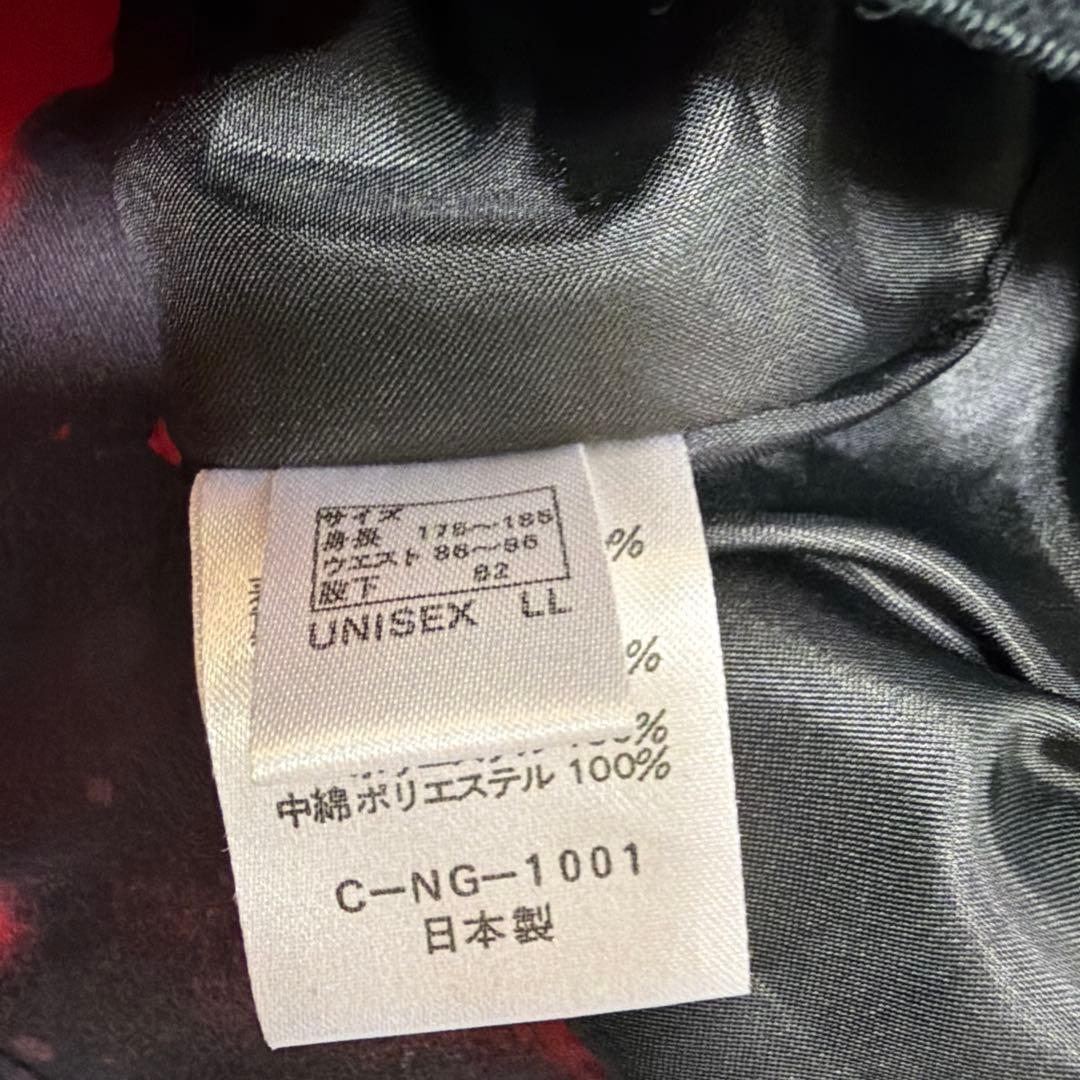 サイズ
身長 175〜185
ウエスト 86〜96
股下 82
UNISEX LL
%
%
100%
中綿ポリエステル 100%
C-NG-1001
日本製